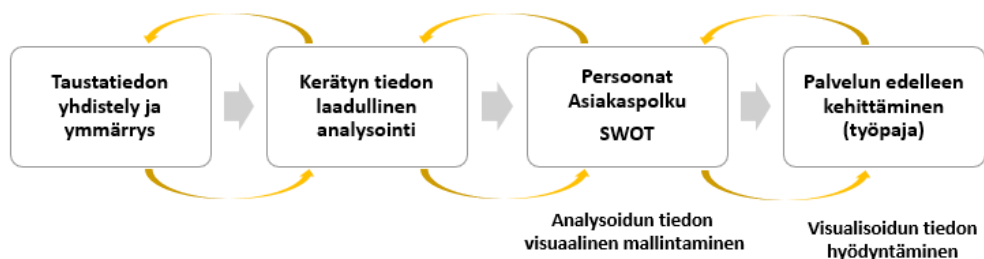 Taustatiedon
yhdistely ja
ymmärrys
Kerätyn tiedon
laadullinen
analysointi
Persoonat
Asiakaspolku
SWOT
Palvelun edelleen
kehittäminen
(työpaja)
Analysoidun tiedon
visuaalinen mallintaminen
Visualisoidun tiedon
hyödyntäminen